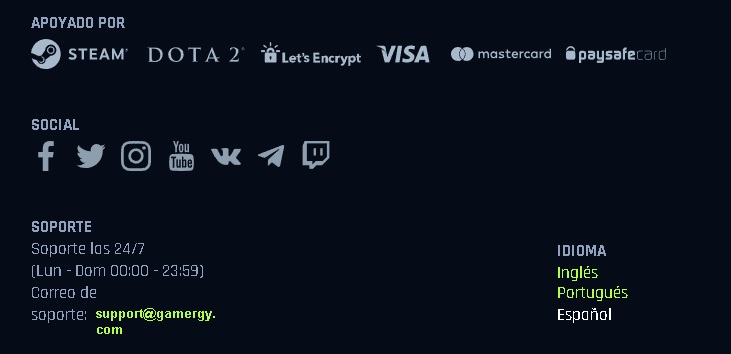 APOYADO POR
STEAM DOTA 2 Let's Encrypt VISA mastercard paysafecard
SOCIAL
You Tube
SOPORTE
Soporte las 24/7
(Lun - Dom 00:00 - 23:59)
Correo de
soporte: support@gamergy.
com
IDIOMA
Inglés
Portugués
Español